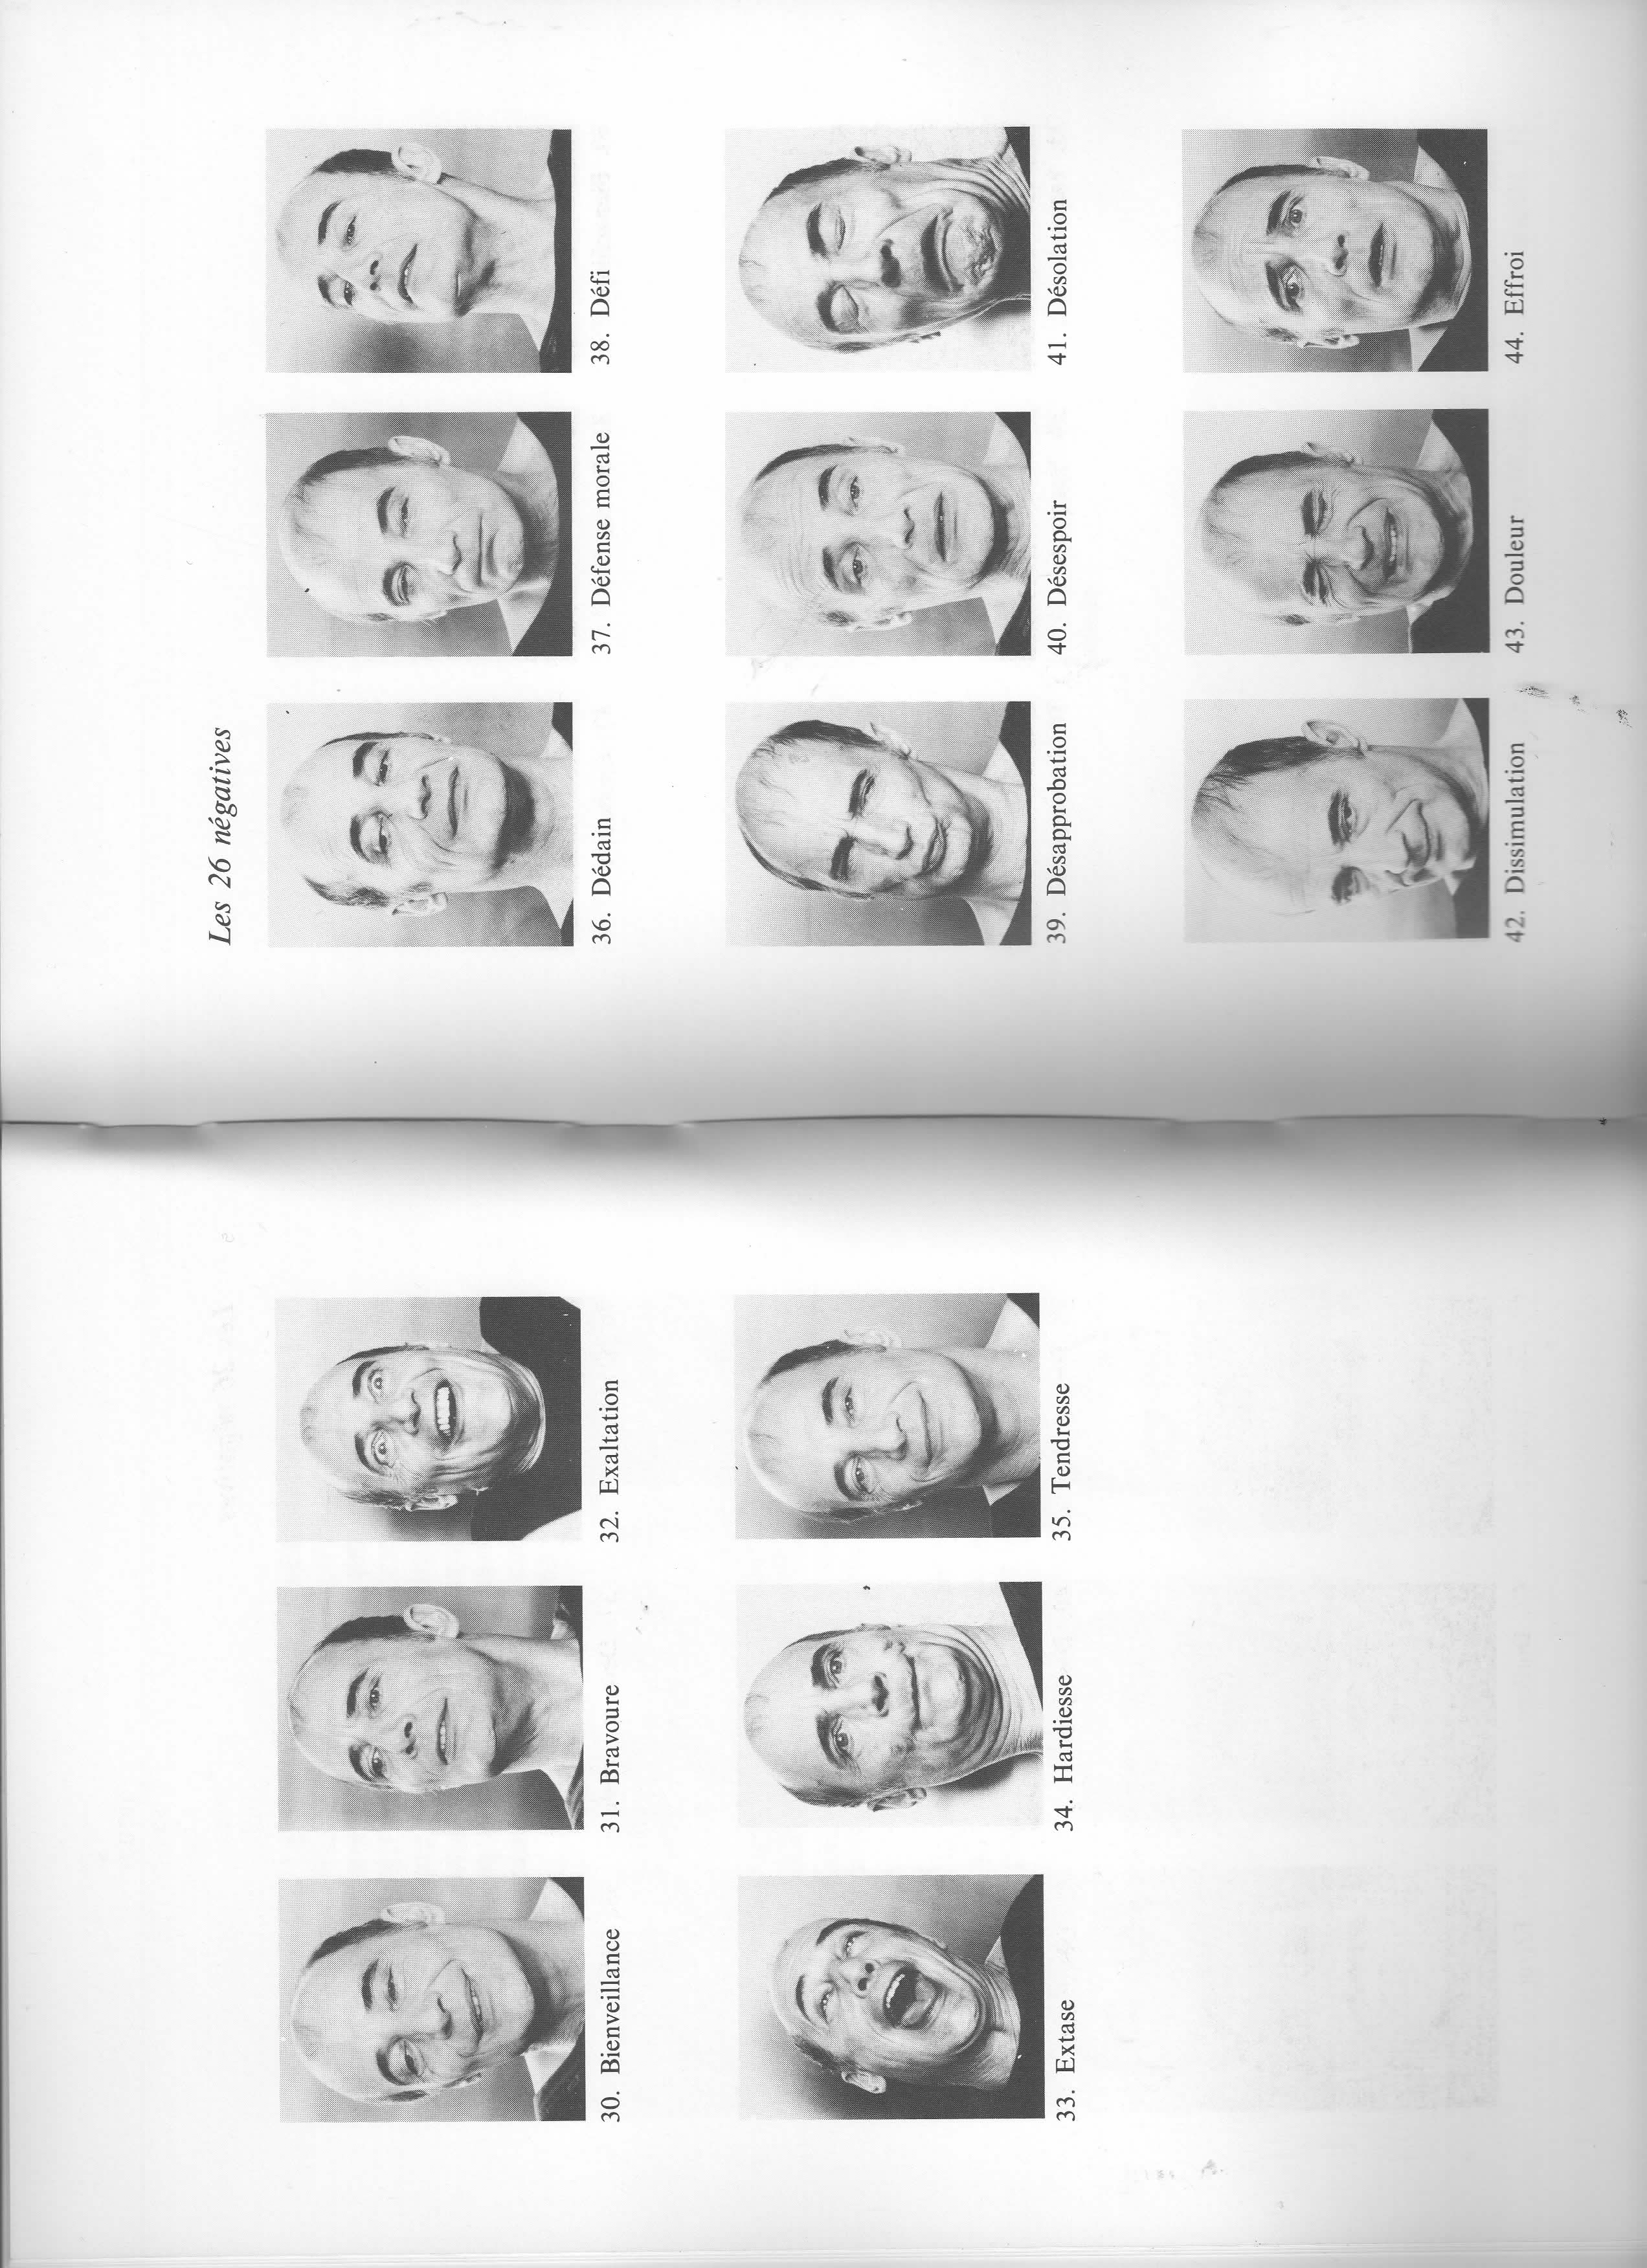 30. Bienveillance
31. Bravoure
32. Exaltation
33. Extase
34. Hardiesse
35. Tendresse
Les 26 négatives
36. Dédain
37. Défense morale
38. Défi
39. Désapprobation
40. Désespoir
41. Désolation
42. Dissimulation
43. Douleur
44. Effroi